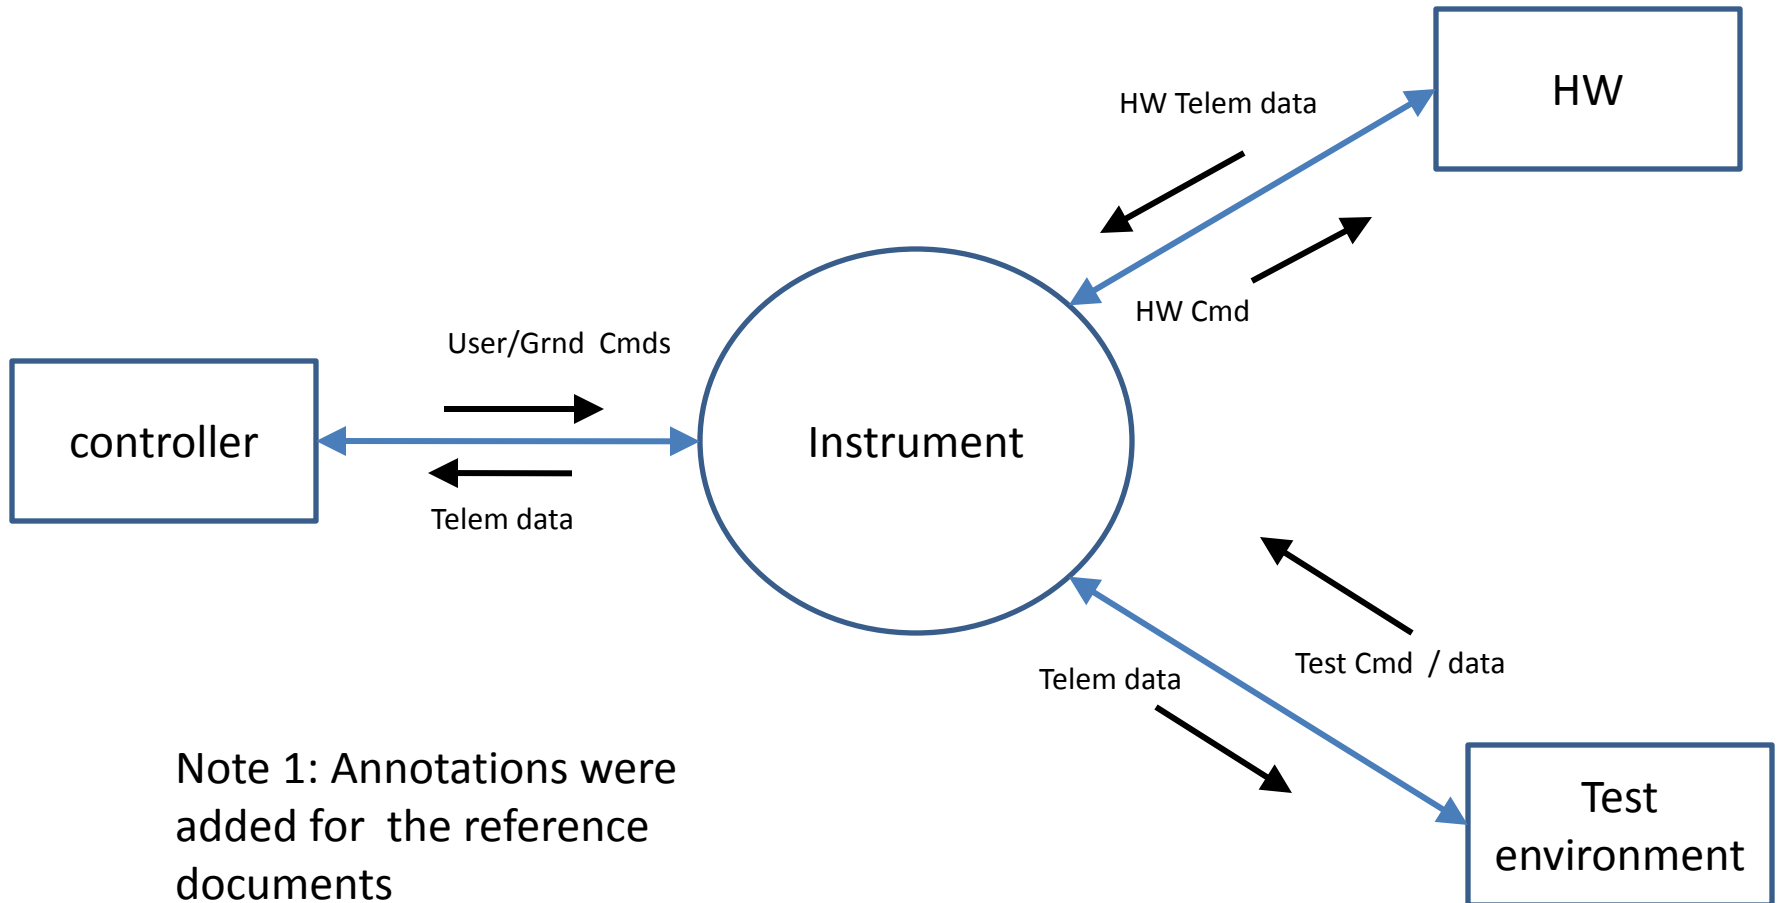 HW
HW Telem data
HW Cmd
User/Grnd Cmds
controller
Instrument
Telem data
Test Cmd / data
Telem data
Note 1: Annotations were
added for the reference
documents
Test
environment